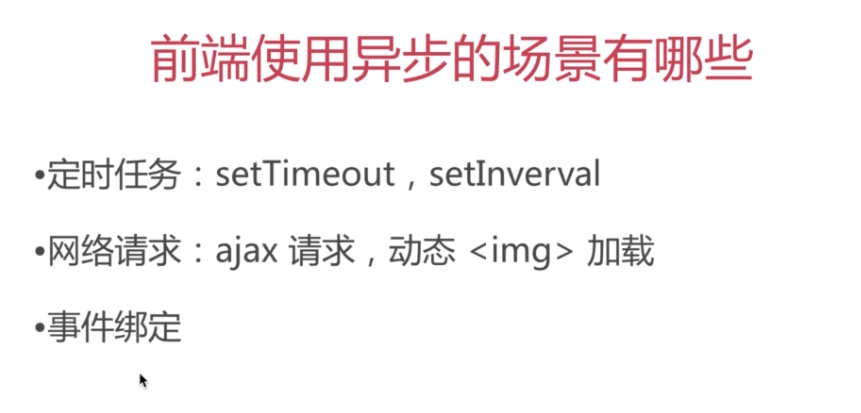 前端使用异步的场景有哪些
•定时任务：setTimeout，setInverval
•网络请求：ajax 请求，动态 <img> 加载
•事件绑定